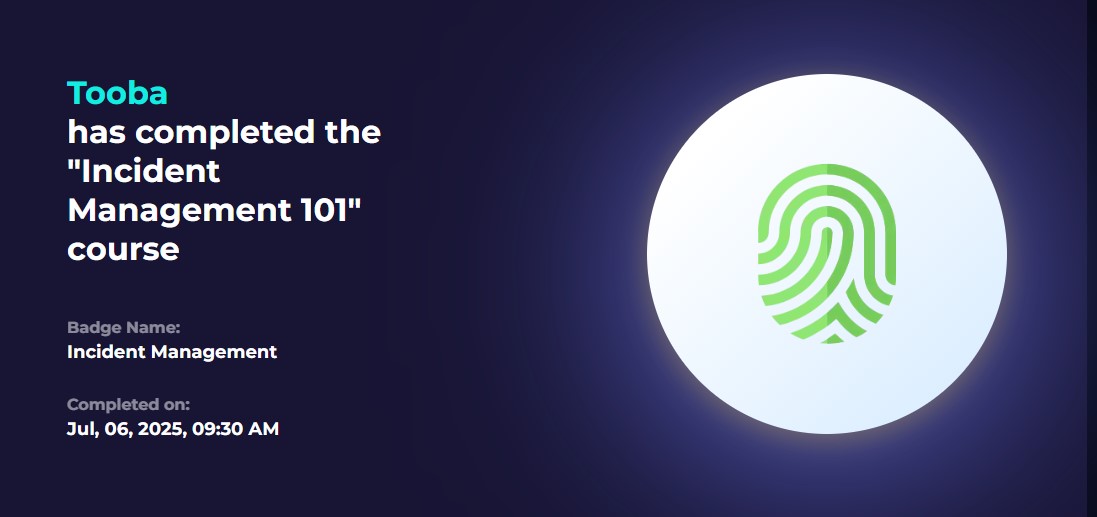 Tooba
has completed the
"Incident
Management 101"
course
Badge Name:
Incident Management
Completed on:
Jul, 06, 2025, 09:30 AM